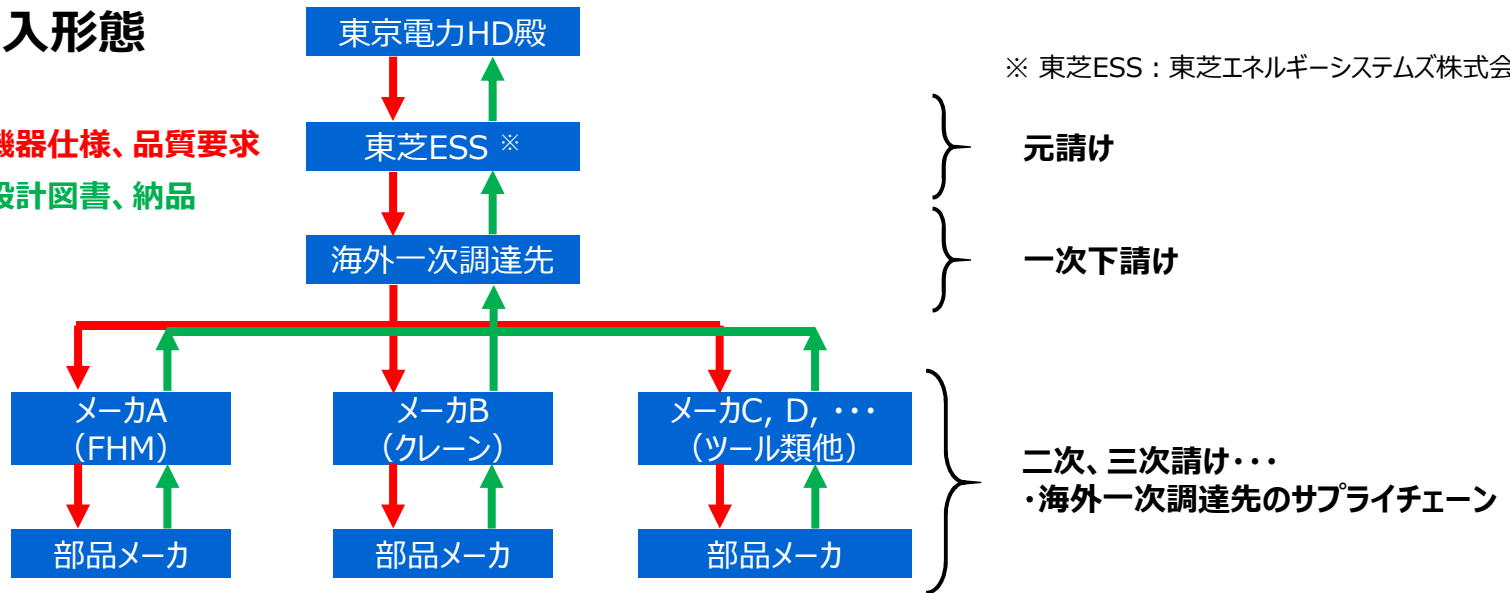 入形態
東京電力HD殿
※ 東芝ESS：東芝エネルギーシステムズ株式会
機器仕様、品質要求
設計図書、納品
東芝ESS ※
元請け
海外一次調達先
一次下請け
メーカA
（FHM）
メーカB
（クレーン）
メーカC, D, ・・・
（ツール類他）
二次、三次請け・・・
・海外一次調達先のサプライチェーン
部品メーカ
部品メーカ
部品メーカ